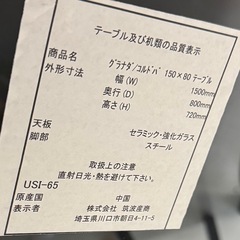 テーブル及び机類の品質表示
商品名 グラナダ/コルドバ 150×80 テーブル
外形寸法 幅(W) 1500mm
奥行(D) 800mm
高さ(H) 720mm
天板 セラミック・強化ガラス
脚部 スチール
取扱上の注意
直射日光・熱を避けて下さい。
USI-65
原産国 中国
表示者 株式会社 筑波産商
埼玉県川口市朝日4-11-5